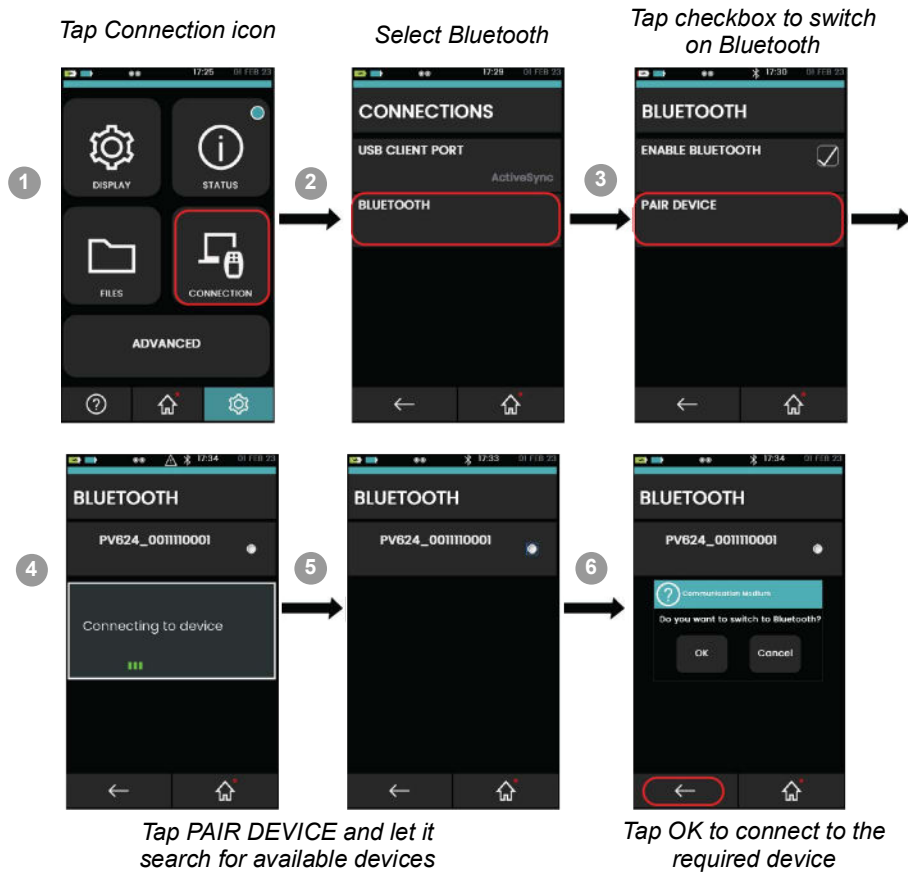 Tap Connection icon
Select Bluetooth
Tap checkbox to switch
on Bluetooth
1
17:25 01 FEB 23
DISPLAY
STATUS
FILES
CONNECTION
ADVANCED
2
17:29 01 FEB 23
CONNECTIONS
USB CLIENT PORT
ActiveSync
BLUETOOTH
3
17:30 01 FEB 23
BLUETOOTH
ENABLE BLUETOOTH
PAIR DEVICE
4
17:34 01 FEB 23
BLUETOOTH
PV624_0011110001
Connecting to device
5
17:33 01 FEB 23
BLUETOOTH
PV624_0011110001
6
17:34 01 FEB 23
BLUETOOTH
PV624_0011110001
Communication Medium
Do you want to switch to Bluetooth?
OK Cancel
Tap PAIR DEVICE and let it
search for available devices
Tap OK to connect to the
required device